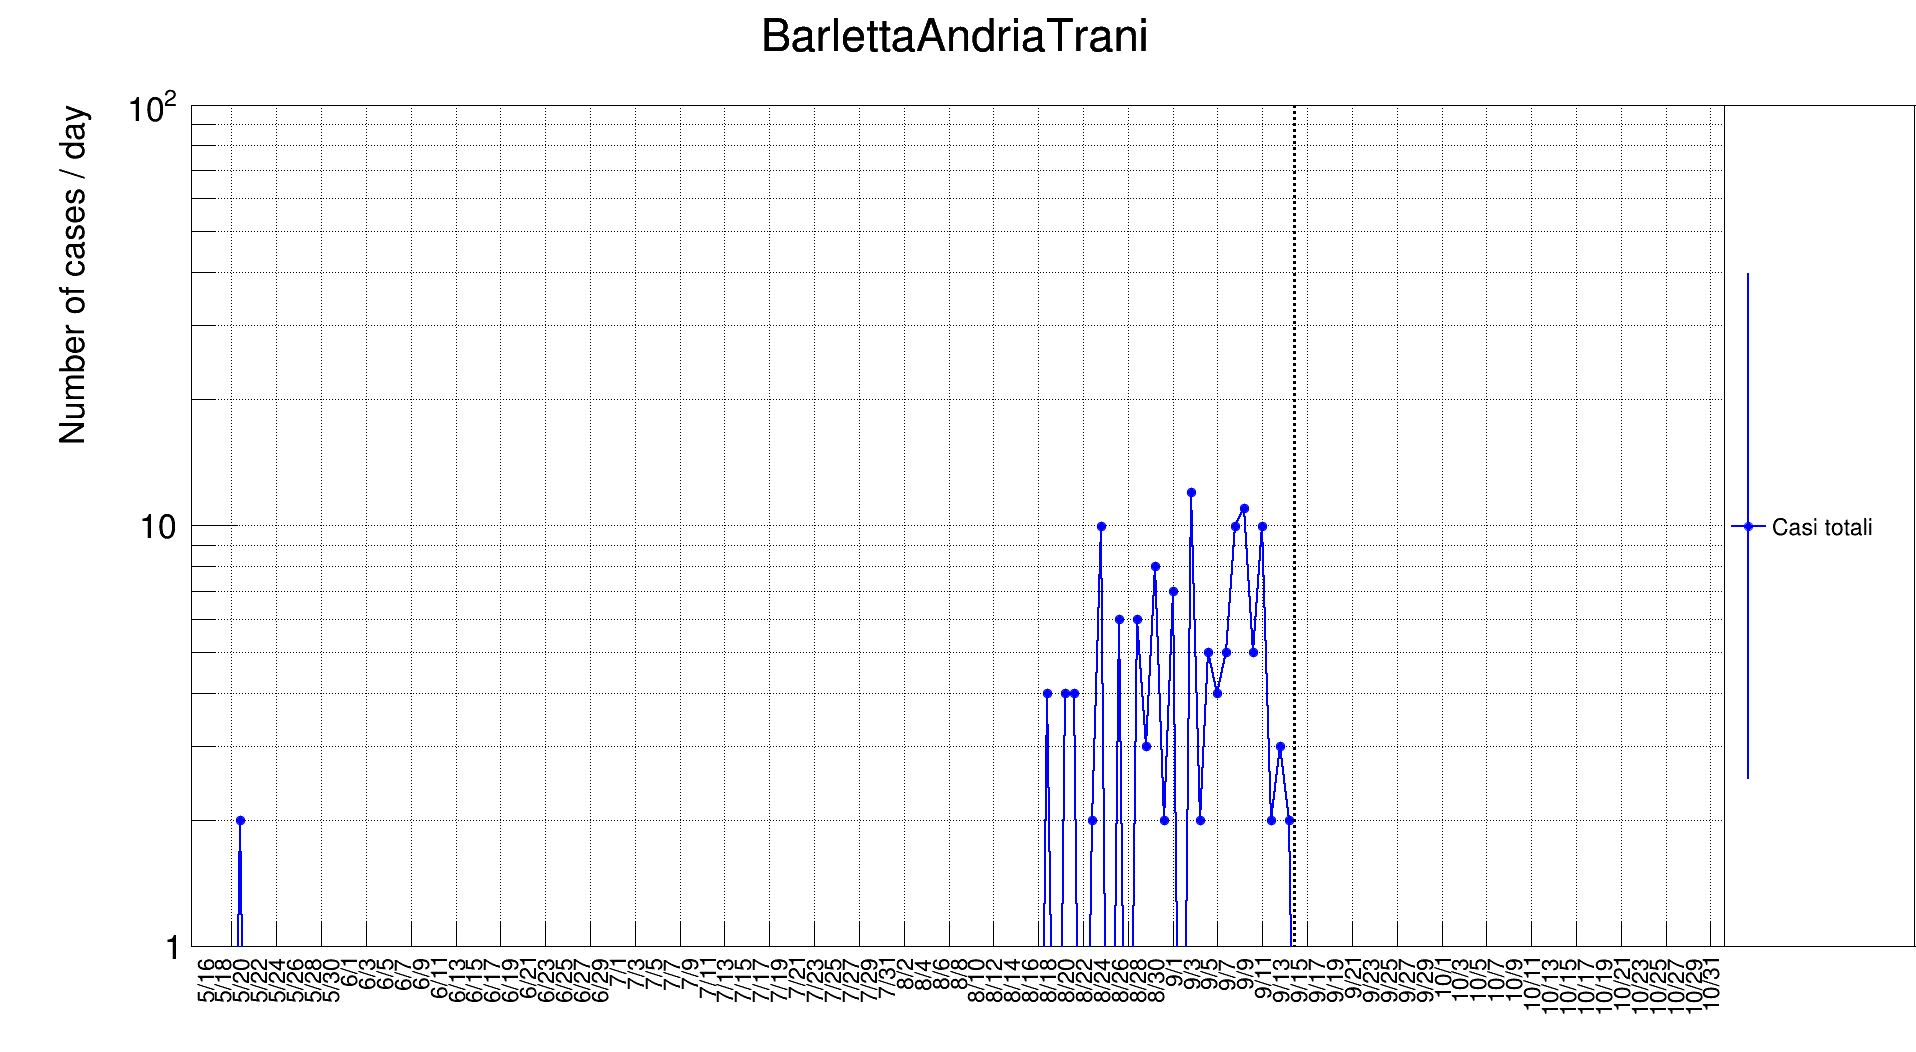 BarlettaAndriaTrani
Number of cases / day
10²
10
1
5/16 5/18 5/20 5/22 5/24 5/26 5/28 5/30 6/1 6/3 6/5 6/7 6/9 6/11 6/13 6/15 6/17 6/19 6/21 6/23 6/25 6/27 6/29 7/1 7/3 7/5 7/7 7/9 7/11 7/13 7/15 7/17 7/19 7/21 7/23 7/25 7/27 7/29 7/31 8/2 8/4 8/6 8/8 8/10 8/12 8/14 8/16 8/18 8/20 8/22 8/24 8/26 8/28 8/30 9/1 9/3 9/5 9/7 9/9 9/11 9/13 9/15 9/17 9/19 9/21 9/23 9/25 9/27 9/29 10/1 10/3 10/5 10/7 10/9 10/11 10/13 10/15 10/17 10/19 10/21 10/23 10/25 10/27 10/29 10/31
Casi totali